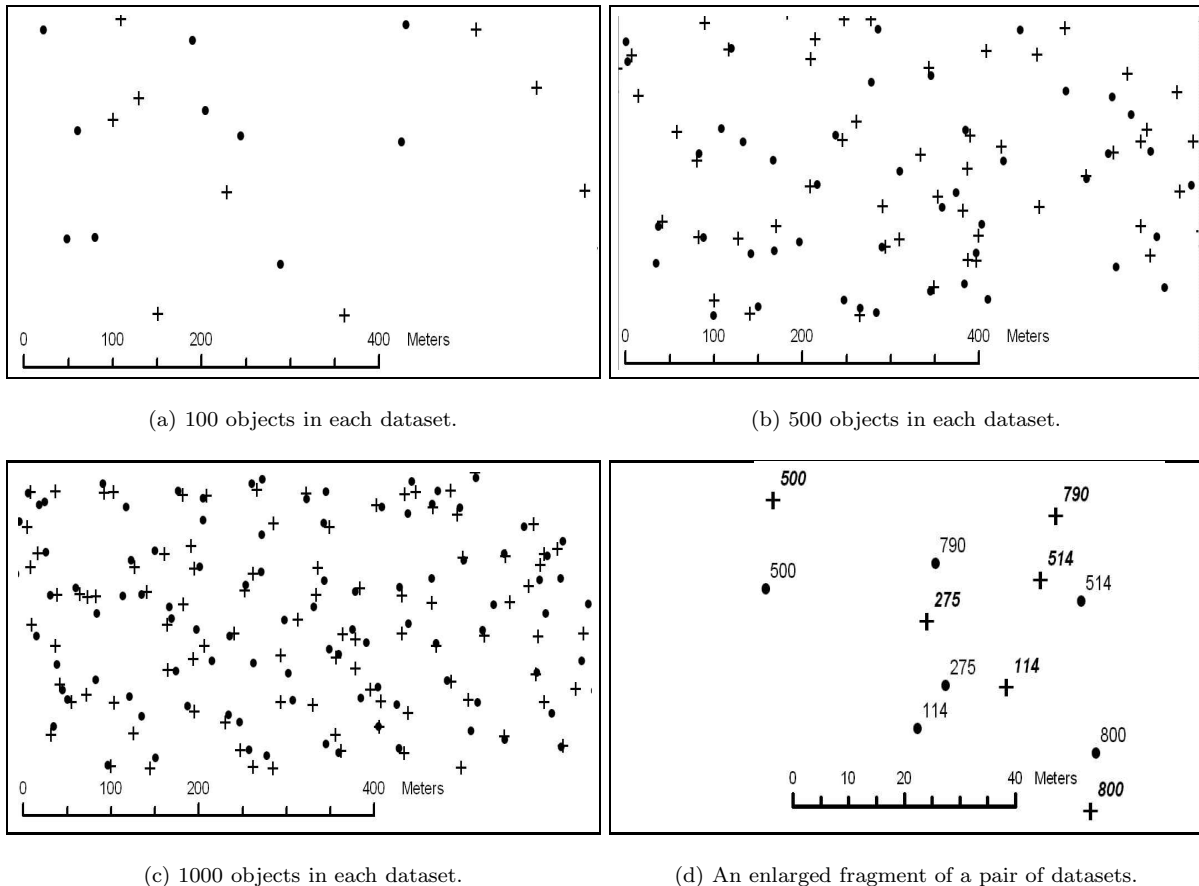 0 100 200 400 Meters
0 100 200 400 Meters
(a) 100 objects in each dataset.
(b) 500 objects in each dataset.
0 100 200 400 Meters
500
790
790
514
500
514
275
275
114
114
800
0 10 20 40 Meters
800
(c) 1000 objects in each dataset.
(d) An enlarged fragment of a pair of datasets.